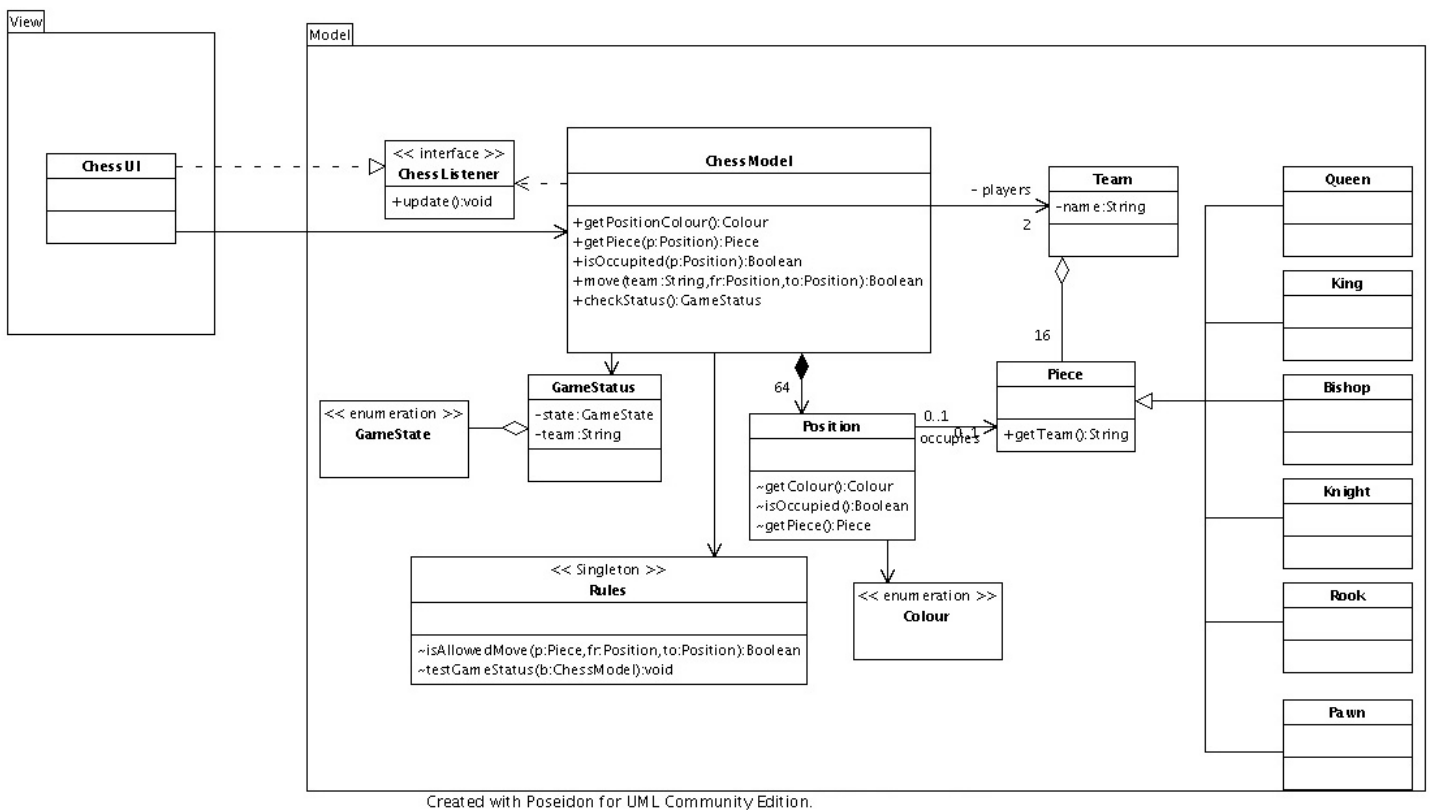 View
Model
ChessUI
<< interface >>
ChessListener
+update():void
ChessModel
+getPositionColour():Colour
+getPiece(p:Position):Piece
+isOccupited(p:Position):Boolean
+move(team:String,fr:Position,to:Position):Boolean
+checkStatus():GameStatus
- players
2
Team
-name:String
16
Piece
+getTeam():String
Queen
King
Bishop
Knight
Rook
Pawn
GameStatus
-state:GameState
-team:String
<< enumeration >>
GameState
64
Position
~getColour():Colour
~isOccupied():Boolean
~getPiece():Piece
0..1
occupies
0..1
<< Singleton >>
Rules
~isAllowedMove(p:Piece,fr:Position,to:Position):Boolean
~testGameStatus(b:ChessModel):void
<< enumeration >>
Colour
Created with Poseidon for UML Community Edition.